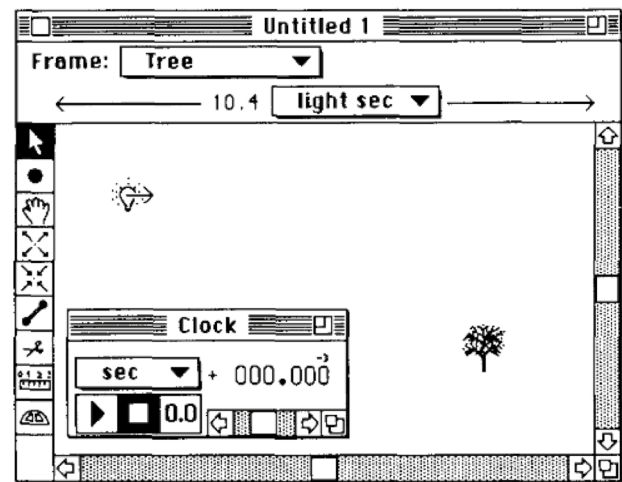 Untitled 1
Frame: Tree
10.4 light sec
Clock
sec + 000.000
-3
0.0